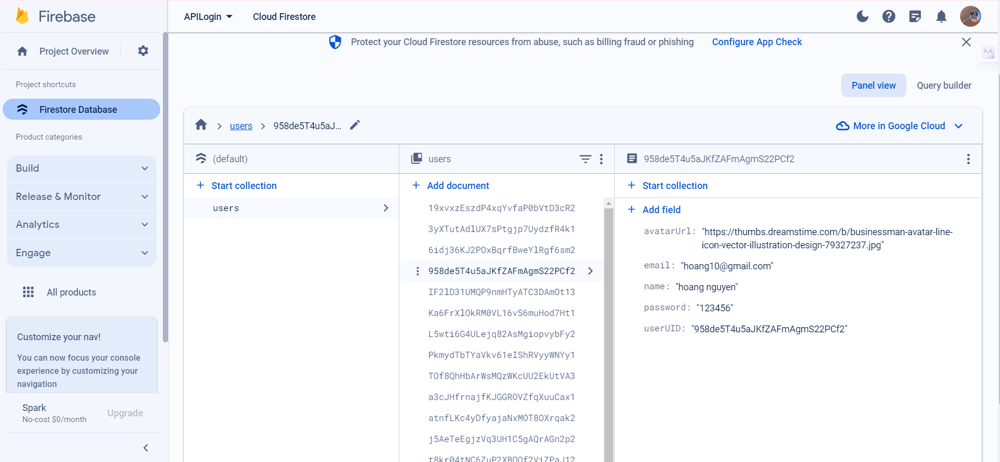 Firebase
APILogin
Cloud Firestore
Project Overview
Protect your Cloud Firestore resources from abuse, such as billing fraud or phishing
Configure App Check
Project shortcuts
Firestore Database
Product categories
Build
Release & Monitor
Analytics
Engage
All products
Customize your nav!
You can now focus your console
experience by customizing your
navigation
Spark
No-cost $0/month
Upgrade
Panel view
Query builder
users
958de5T4u5aJ...
More in Google Cloud
(default)
Start collection
users
users
Add document
19xvxzEszdP4xqYvfaP0bVtD3cR2
3yXTutAdlUX7sPtgjp7UydzfR4k1
6idj36KJ2POxBqrfBweYlRgf6sm2
958de5T4u5aJKfZAFmAgmS22PCf2
IF2lD31UMQP9nmHTyATC3DAmOt13
Ka6FrXlOkRM0VL16vS6muHod7Ht1
L5wti6G4ULejq82AsMgiopvybFy2
PkmydTbTYaVkv61eIShRVyyWNYy1
TOf8QhHbArWsMQzWKcUU2EkUtVA3
a3cJHfrnajfKJGGROVZfqXuuCax1
atnfLKc4yDfyajaNxMOT8OXrqak2
j5AeTeEgjzVq3UH1C5gAQrAGn2p2
958de5T4u5aJKfZAFmAgmS22PCf2
Start collection
Add field
avatarUrl: "https://thumbs.dreamstime.com/b/businessman-avatar-line-
icon-vector-illustration-design-79327237.jpg"
email: "hoang10@gmail.com"
name: "hoang nguyen"
password: "123456"
userUID: "958de5T4u5aJKfZAFmAgmS22PCf2"